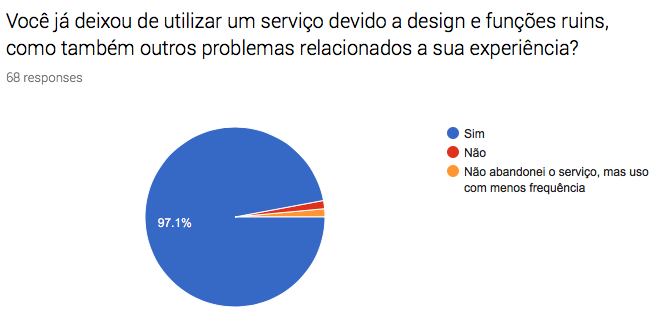 Você já deixou de utilizar um serviço devido a design e funções ruins,
como também outros problemas relacionados a sua experiência?
68 responses
Sim
Não
Não abandonei o serviço, mas uso
com menos frequência
97.1%